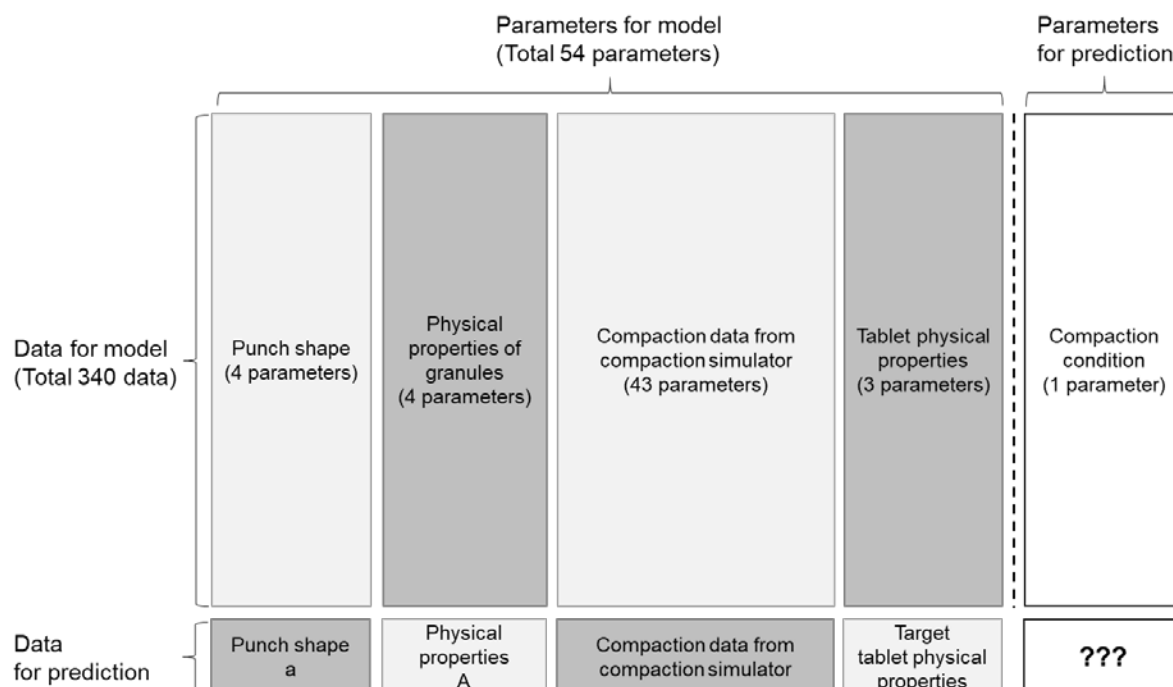 Parameters for model
(Total 54 parameters)
Parameters
for prediction
Data for model
(Total 340 data)
Punch shape
(4 parameters)
Physical
properties of
granules
(4 parameters)
Compaction data from
compaction simulator
(43 parameters)
Tablet physical
properties
(3 parameters)
Compaction
condition
(1 parameter)
Data
for prediction
Punch shape
a
Physical
properties
A
Compaction data from
compaction simulator
Target
tablet physical
properties
???